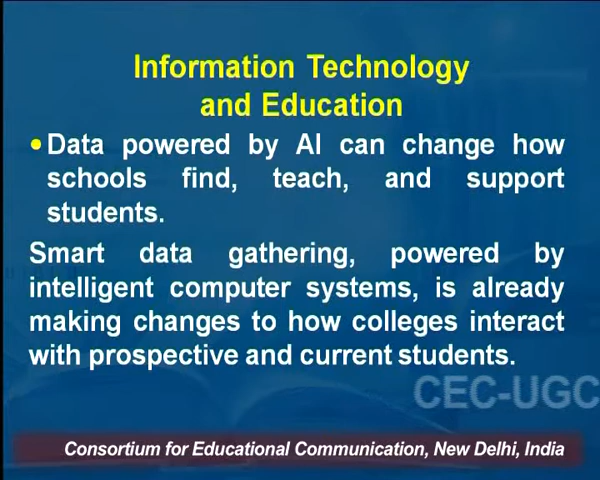 Information Technology
and Education
•Data powered by AI can change how
schools find, teach, and support
students.
Smart data gathering, powered by
intelligent computer systems, is already
making changes to how colleges interact
with prospective and current students.
CEC-UGC
Consortium for Educational Communication, New Delhi, India